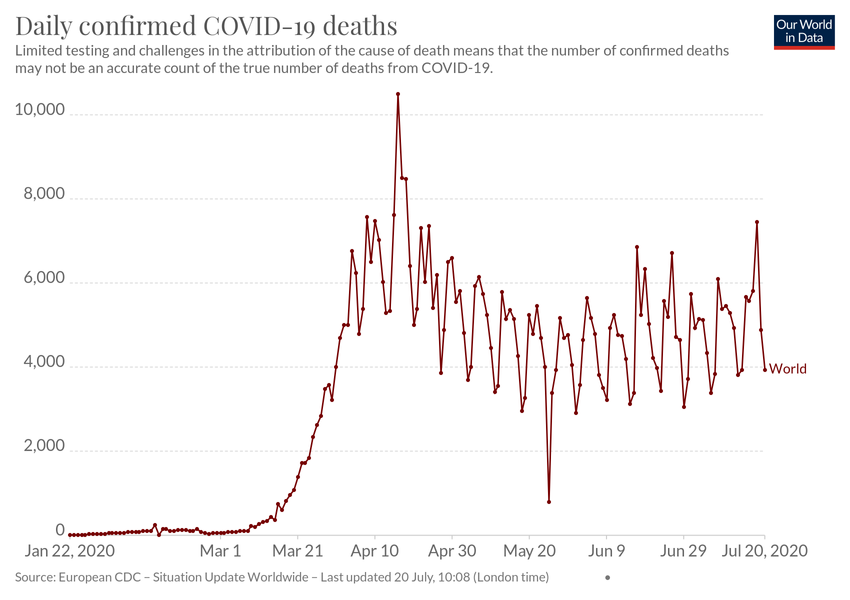 Daily confirmed COVID-19 deaths
Our World
in Data
Limited testing and challenges in the attribution of the cause of death means that the number of confirmed deaths
may not be an accurate count of the true number of deaths from COVID-19.
10,000
8,000
6,000
4,000
2,000
0
World
Jan 22, 2020 Mar 1 Mar 21 Apr 10 Apr 30 May 20 Jun 9 Jun 29 Jul 20, 2020
Source: European CDC – Situation Update Worldwide – Last updated 20 July, 10:08 (London time) •